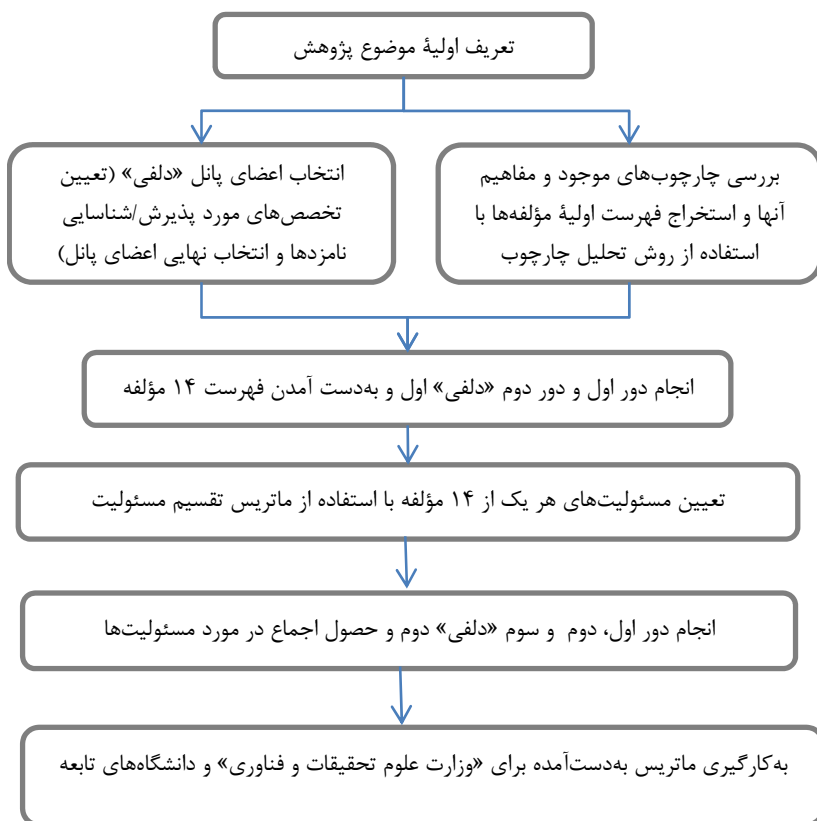 تعریف اولیۀ موضوع پژوهش
بررسی چارچوب‌های موجود و مفاهیم
آنها و استخراج فهرست اولیۀ مؤلفه‌ها با
استفاده از روش تحلیل چارچوب
انتخاب اعضای پانل «دلفی» (تعیین
تخصص‌های مورد پذیرش/شناسایی
نامزدها و انتخاب نهایی اعضای پانل)
انجام دور اول و دور دوم «دلفی» اول و به‌دست آمدن فهرست ۱۴ مؤلفه
تعیین مسئولیت‌های هر یک از ۱۴ مؤلفه با استفاده از ماتریس تقسیم مسئولیت
انجام دور اول، دوم و سوم «دلفی» دوم و حصول اجماع در مورد مسئولیت‌ها
به‌کارگیری ماتریس به‌دست‌آمده برای «وزارت علوم تحقیقات و فناوری» و دانشگاه‌های تابعه